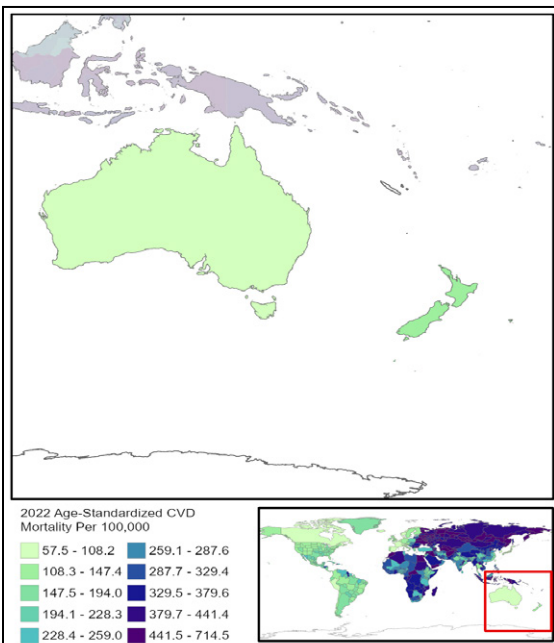 2022 Age-Standardized CVD
Mortality Per 100,000
57.5 - 108.2
108.3 - 147.4
147.5 - 194.0
194.1 - 228.3
228.4 - 259.0
259.1 - 287.6
287.7 - 329.4
329.5 - 379.6
379.7 - 441.4
441.5 - 714.5